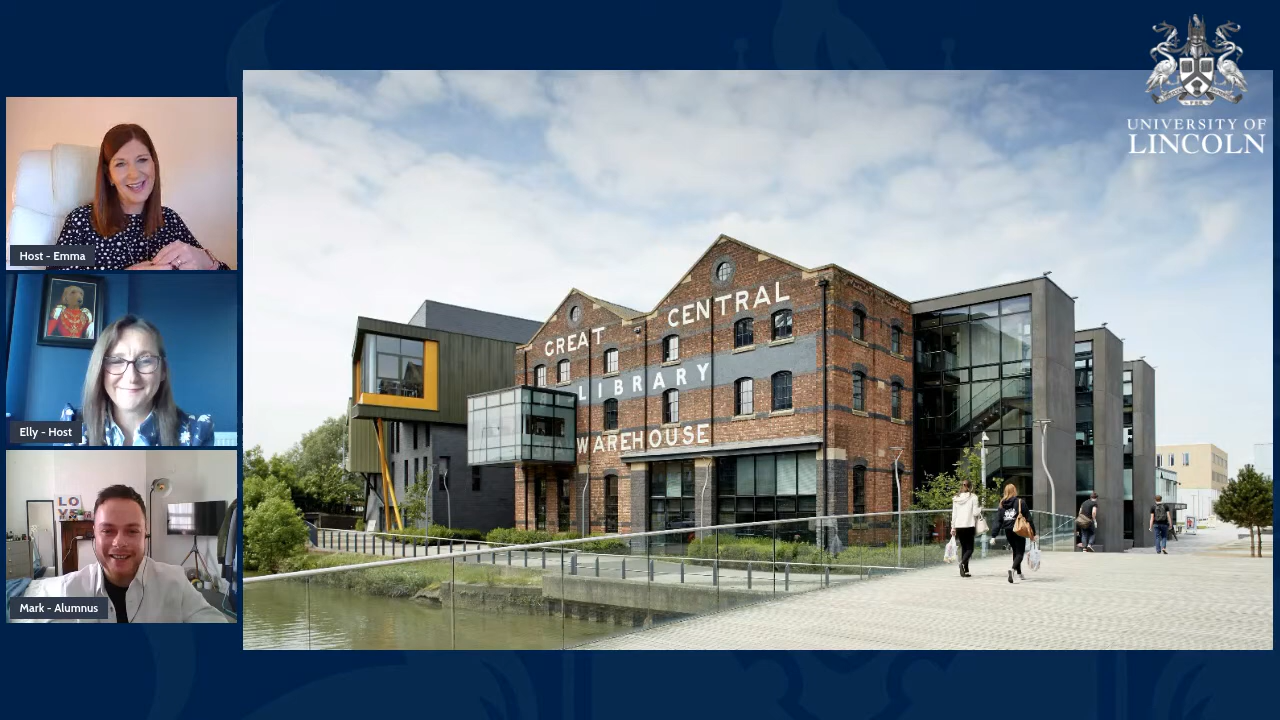 UNIVERSITY OF
LINCOLN
Host - Emma
Elly - Host
Mark - Alumnus
GREAT CENTRAL
LIBRARY
WAREHOUSE